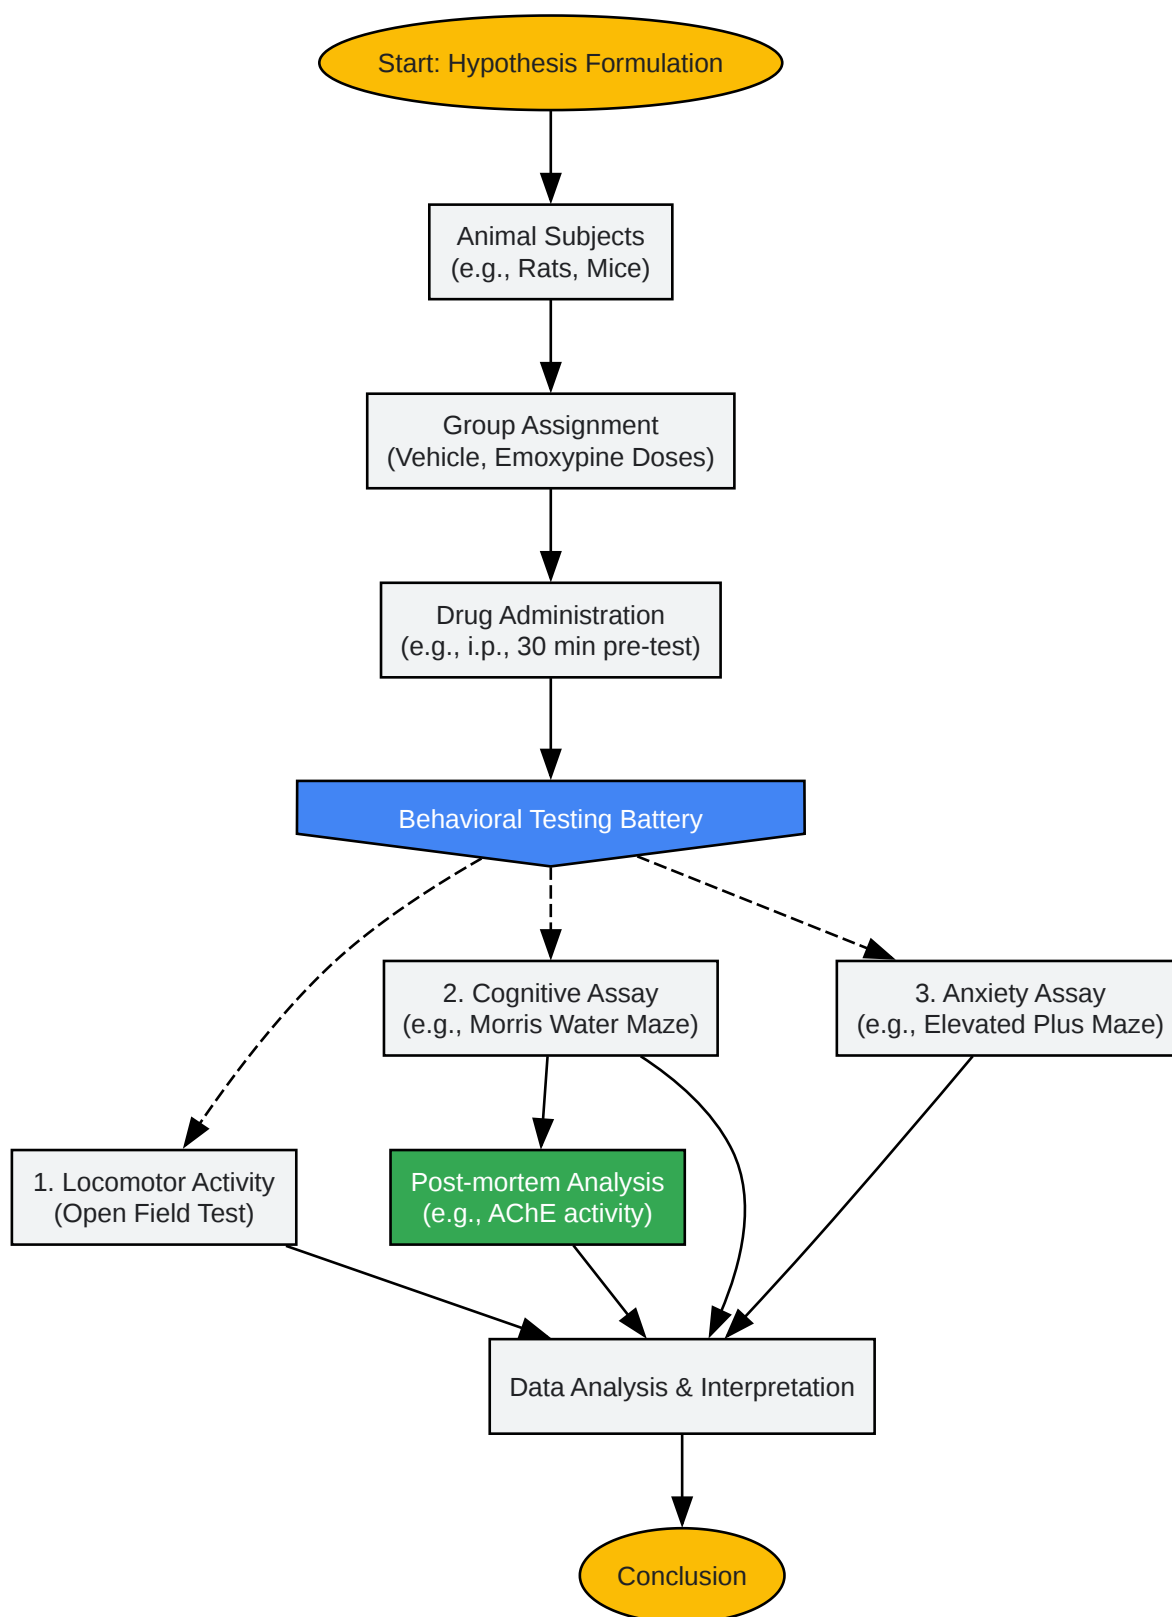 Start: Hypothesis Formulation
Animal Subjects
(e.g., Rats, Mice)
Group Assignment
(Vehicle, Emoxypine Doses)
Drug Administration
(e.g., i.p., 30 min pre-test)
Behavioral Testing Battery
2. Cognitive Assay
(e.g., Morris Water Maze)
3. Anxiety Assay
(e.g., Elevated Plus Maze)
1. Locomotor Activity
(Open Field Test)
Post-mortem Analysis
(e.g., AChE activity)
Data Analysis & Interpretation
Conclusion